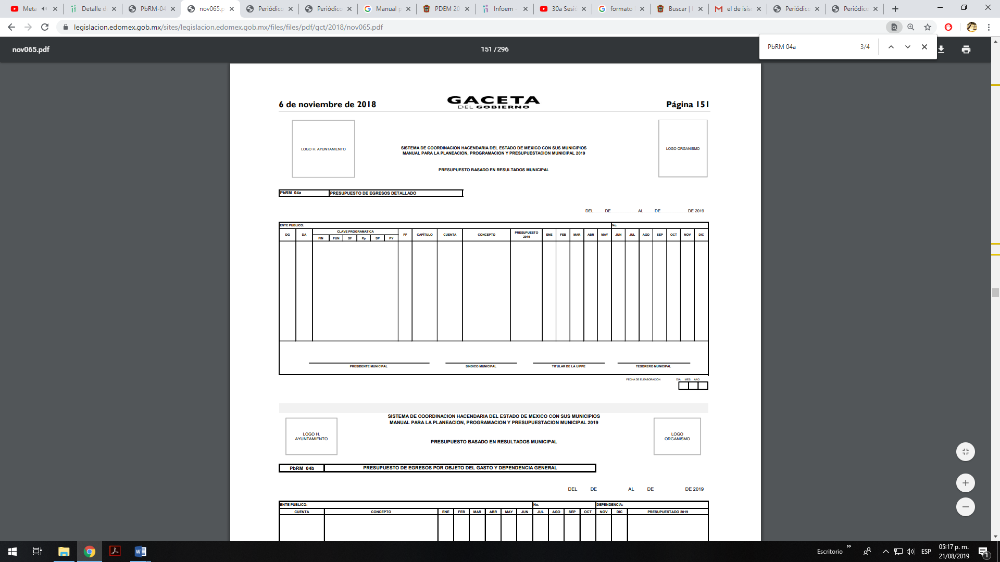 Meta
Detalle d
PbRM-04
nov065.p
Periódico
Periódico
Manual p
PDEM 20
Infoem -
30a Sesió
formato
Buscar |
el de isis
Periódico
Periódico
legislacion.edomex.gob.mx/sites/legislacion.edomex.gob.mx/files/files/pdf/gct/2018/nov065.pdf
nov065.pdf
151 / 296
PbRM 04a 3/4
6 de noviembre de 2018
GACETA
DEL GOBIERNO
Página 151
LOGO H. AYUNTAMIENTO
LOGO ORGANISMO
SISTEMA DE COORDINACION HACENDARIA DEL ESTADO DE MEXICO CON SUS MUNICIPIOS
MANUAL PARA LA PLANEACION, PROGRAMACION Y PRESUPUESTACION MUNICIPAL 2019
PRESUPUESTO BASADO EN RESULTADOS MUNICIPAL
PbRM 04a PRESUPUESTO DE EGRESOS DETALLADO
DEL DE AL DE DE 2019
ENTE PUBLICO: No.
DG DA CLAVE PROGRAMATICA FF CAPÍTULO CUENTA CONCEPTO PRESUPUESTO 2019 ENE FEB MAR ABR MAY JUN JUL AGO SEP OCT NOV DIC
FIN FUN SF Pp SP PY
PRESIDENTE MUNICIPAL SINDICO MUNICIPAL TITULAR DE LA UIPPE TESORERO MUNICIPAL
FECHA DE ELEABORACIÓN DIA MES AÑO
SISTEMA DE COORDINACION HACENDARIA DEL ESTADO DE MEXICO CON SUS MUNICIPIOS
MANUAL PARA LA PLANEACION, PROGRAMACION Y PRESUPUESTACION MUNICIPAL 2019
LOGO H.
AYUNTAMIENTO
LOGO
ORGANISMO
PRESUPUESTO BASADO EN RESULTADOS MUNICIPAL
PbRM 04b PRESUPUESTO DE EGRESOS POR OBJETO DEL GASTO Y DEPENDENCIA GENERAL
DEL DE AL DE DE 2019
ENTE PUBLICO: No. DEPENDENCIA:
CUENTA CONCEPTO ENE FEB MAR ABR MAY JUN JUL AGO SEP OCT NOV DIC PRESUPUESTADO 2019
Escritorio
ESP
05:17 p. m.
21/08/2019
1